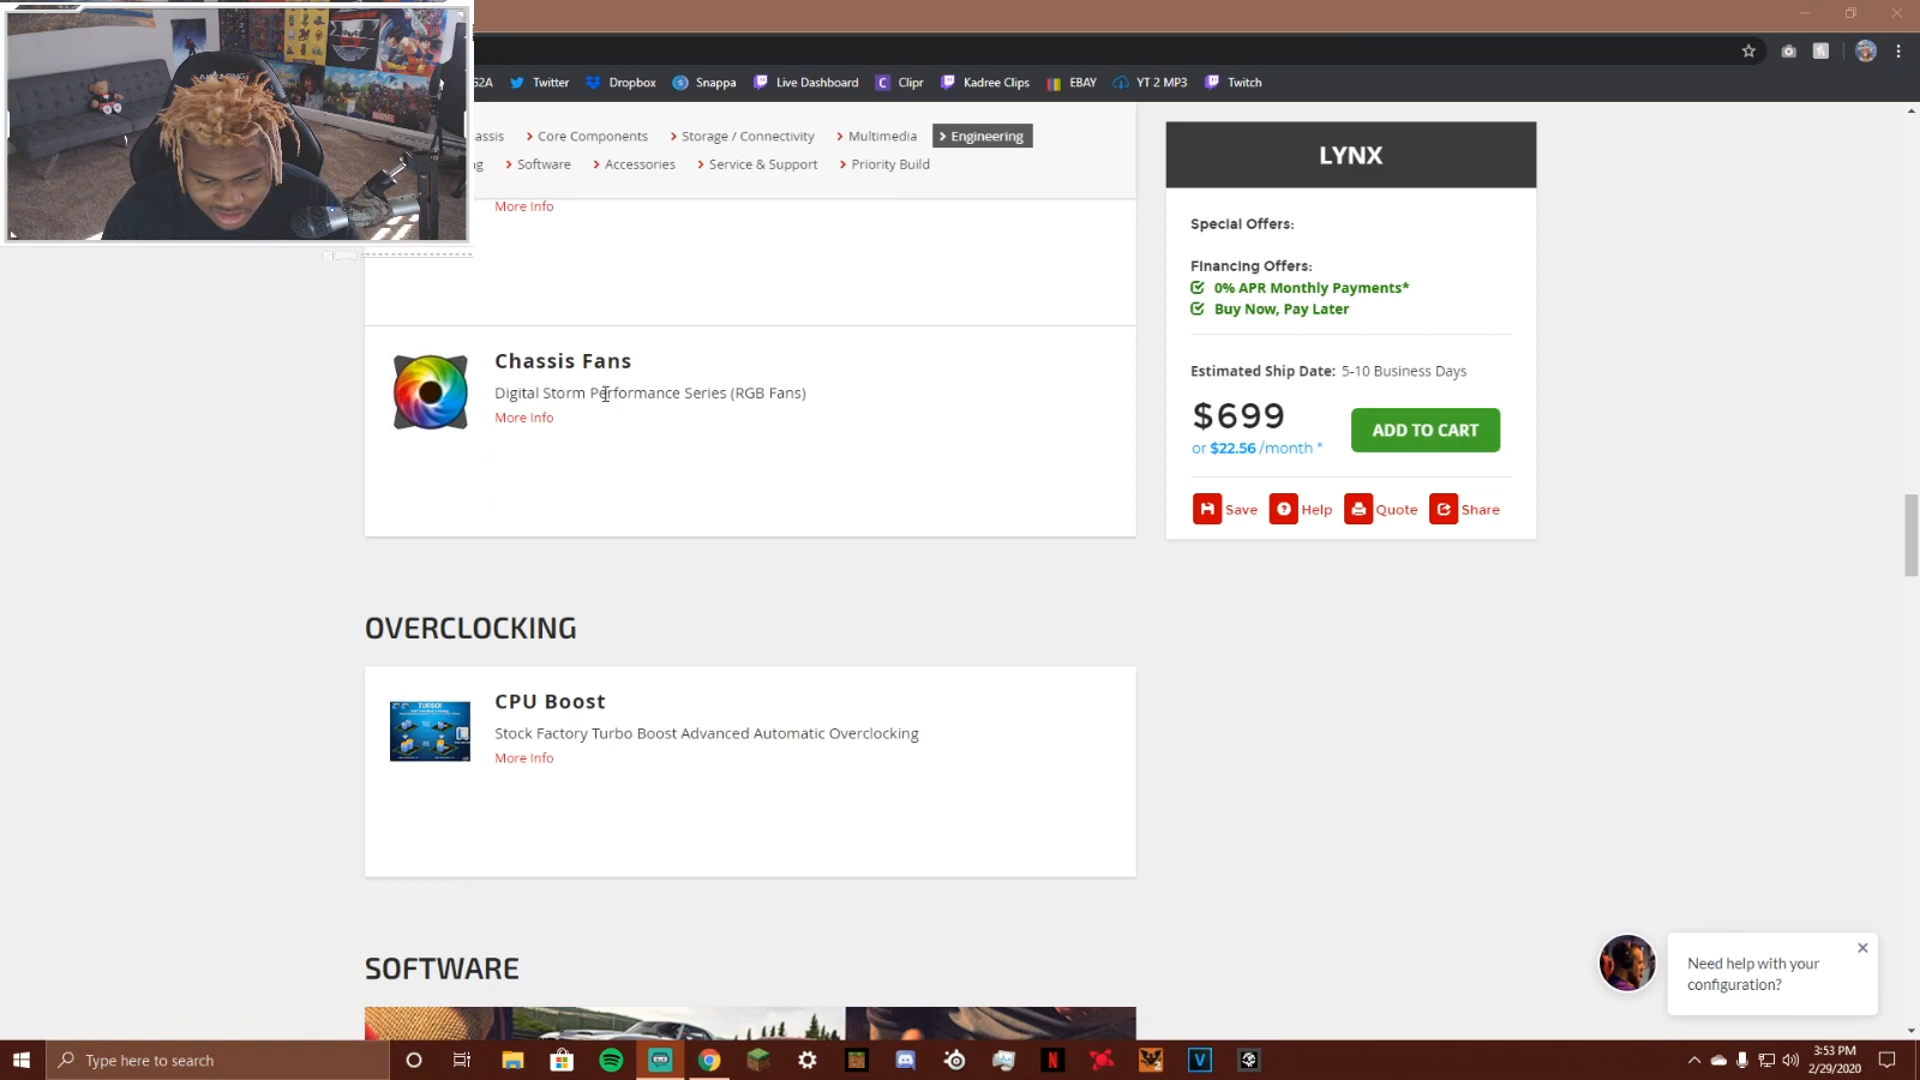 G2A Twitter Dropbox Snappa Live Dashboard Clipr Kadree Clips EBAY YT 2 MP3 Twitch
assis Core Components Storage / Connectivity Multimedia Engineering
g Software Accessories Service & Support Priority Build
More Info
Chassis Fans
Digital Storm Performance Series (RGB Fans)
More Info
OVERCLOCKING
TURBO!
CPU Boost
Stock Factory Turbo Boost Advanced Automatic Overclocking
More Info
SOFTWARE
LYNX
Special Offers:
Financing Offers:
0% APR Monthly Payments*
Buy Now, Pay Later
Estimated Ship Date: 5-10 Business Days
$699
or $22.56 /month *
ADD TO CART
Save Help Quote Share
Need help with your
configuration?
Type here to search
3:53 PM
2/29/2020